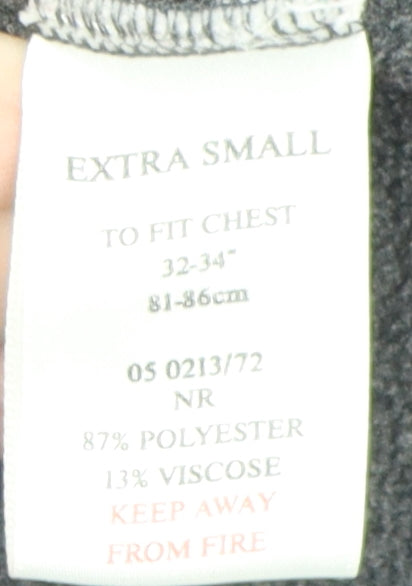 EXTRA SMALL
TO FIT CHEST
32-34"
81-86cm
05 0213/72
NR
87% POLYESTER
13% VISCOSE
KEEP AWAY
FROM FIRE